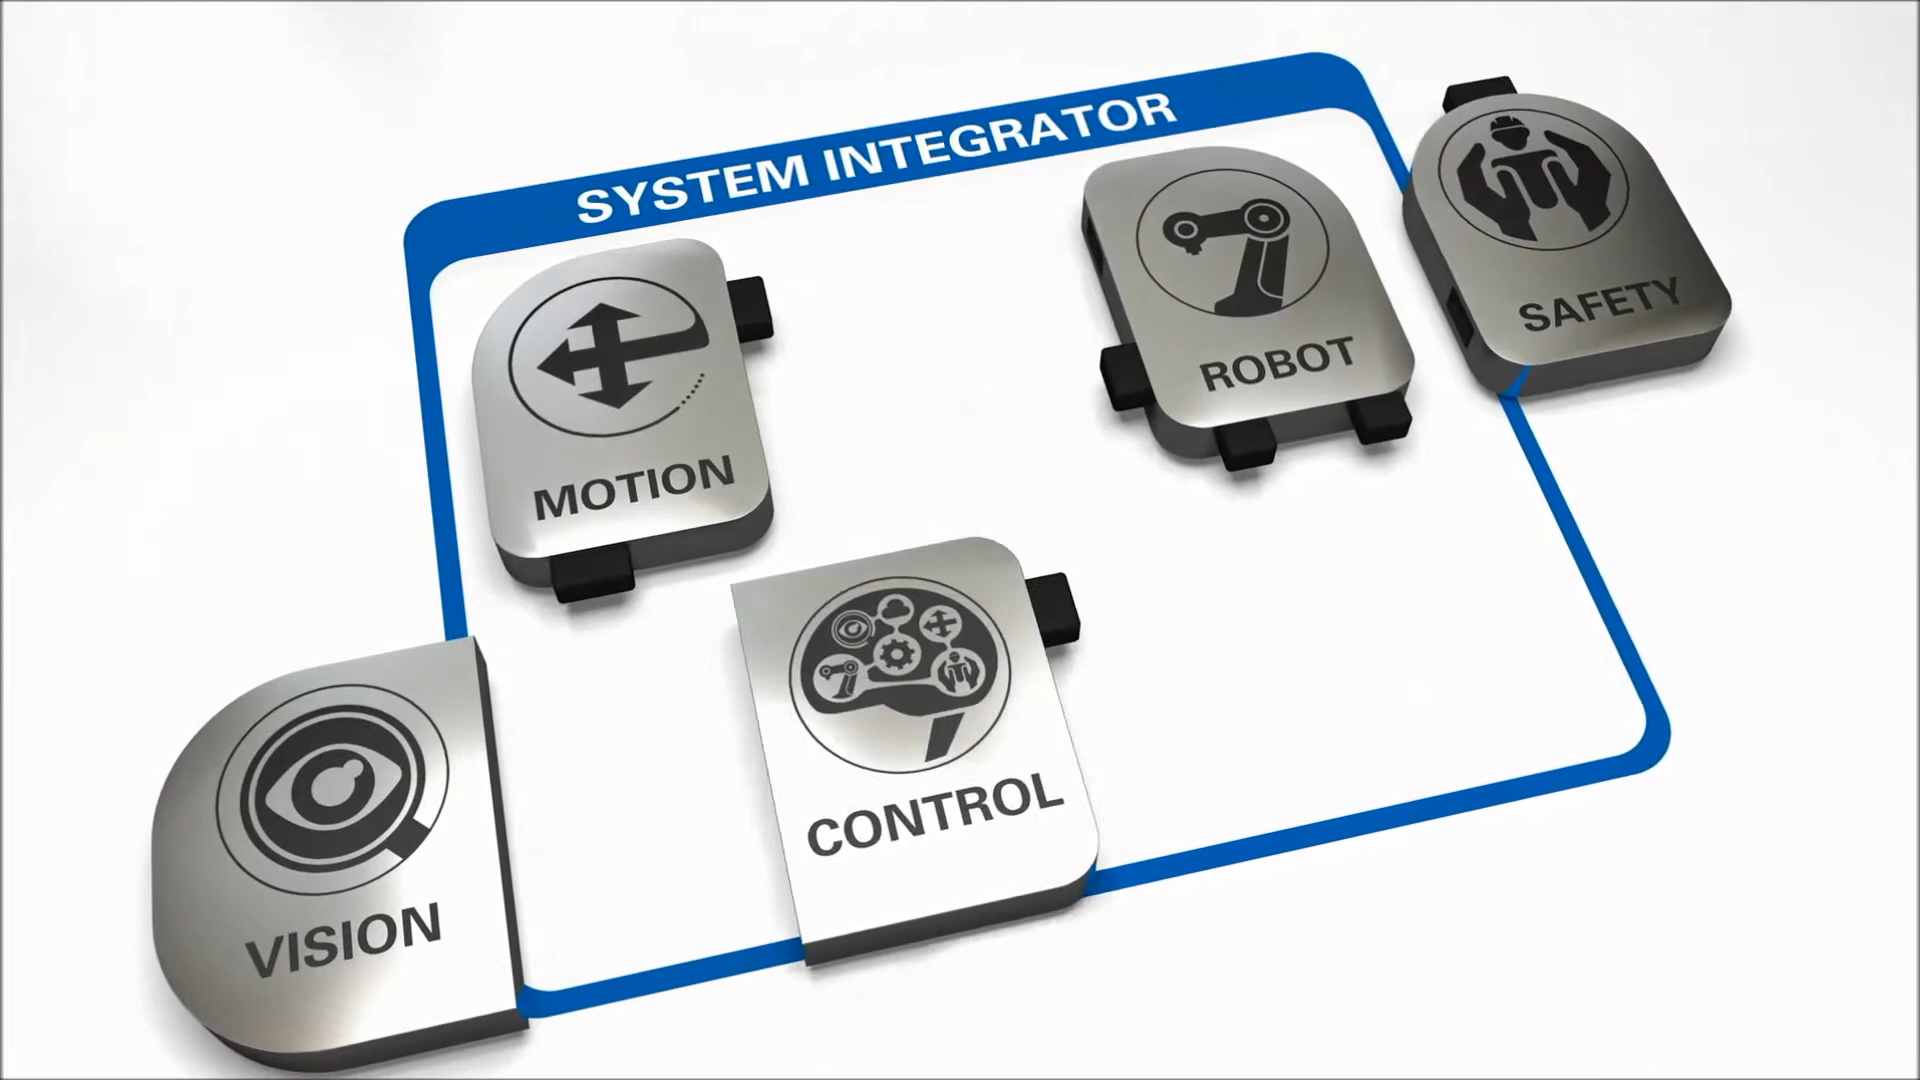 SYSTEM INTEGRATOR
MOTION
ROBOT
SAFETY
VISION
CONTROL